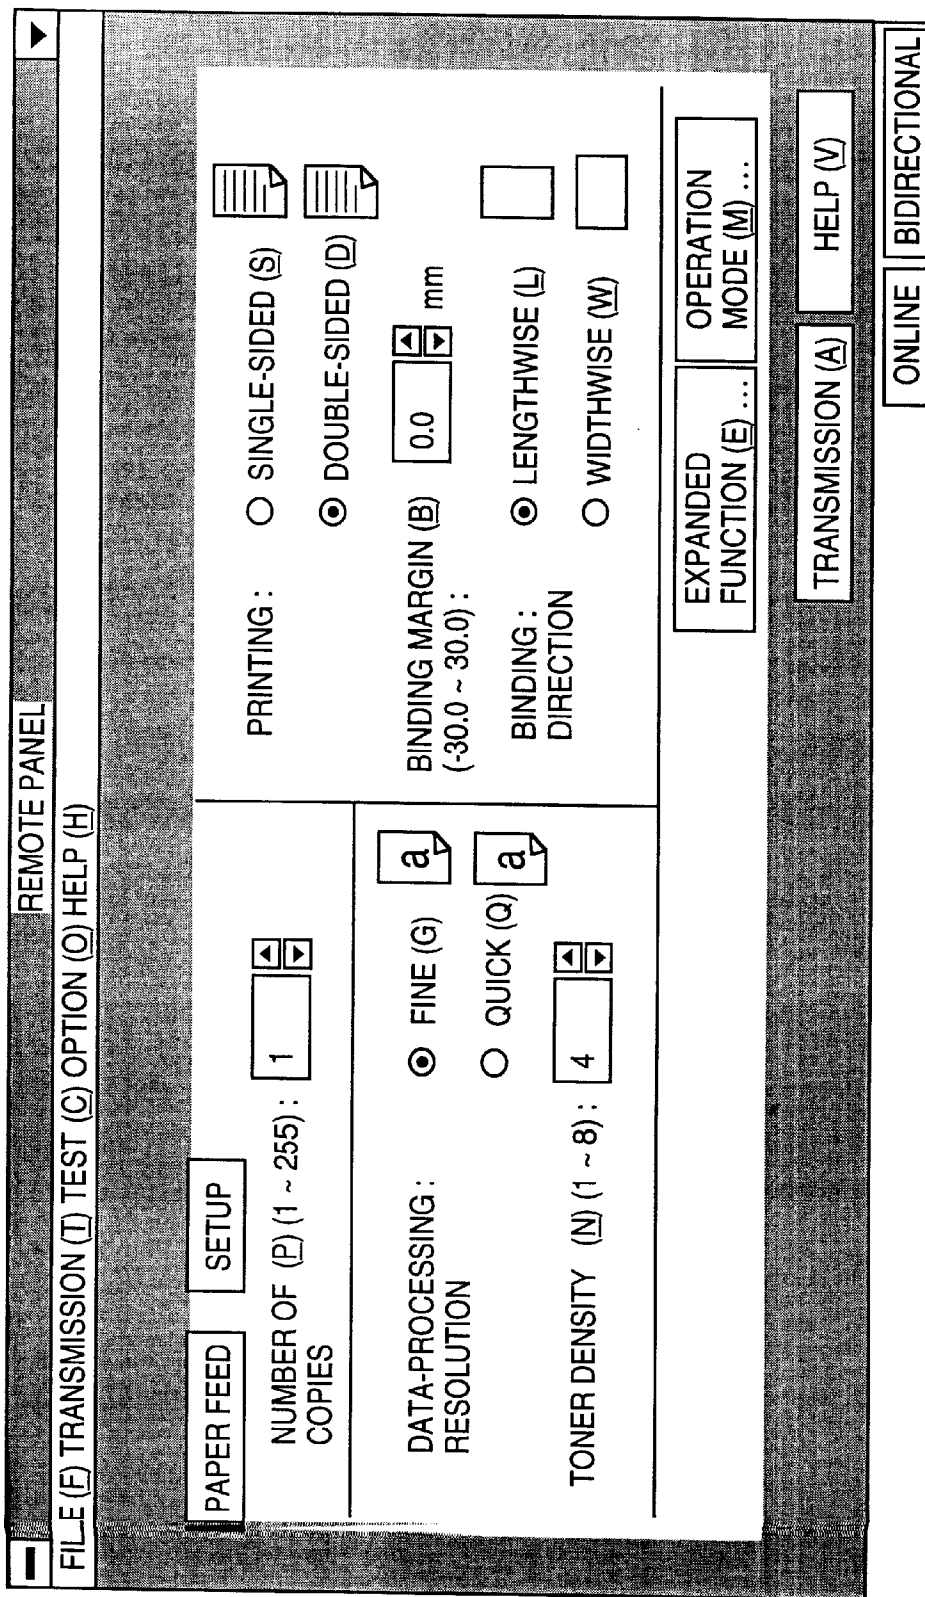 REMOTE PANEL
FILE (F) TRANSMISSION (T) TEST (C) OPTION (O) HELP (H)
PAPER FEED
SETUP
NUMBER OF (P) (1 ~ 255) :
COPIES
1
DATA-PROCESSING :
RESOLUTION
FINE (G)
a
QUICK (Q)
a
TONER DENSITY (N) (1 ~ 8) :
4
PRINTING :
SINGLE-SIDED (S)
DOUBLE-SIDED (D)
BINDING MARGIN (B)
(-30.0 ~ 30.0) :
0.0
mm
BINDING :
DIRECTION
LENGTHWISE (L)
WIDTHWISE (W)
EXPANDED
FUNCTION (E) ...
OPERATION
MODE (M) ...
TRANSMISSION (A)
HELP (V)
ONLINE
BIDIRECTIONAL